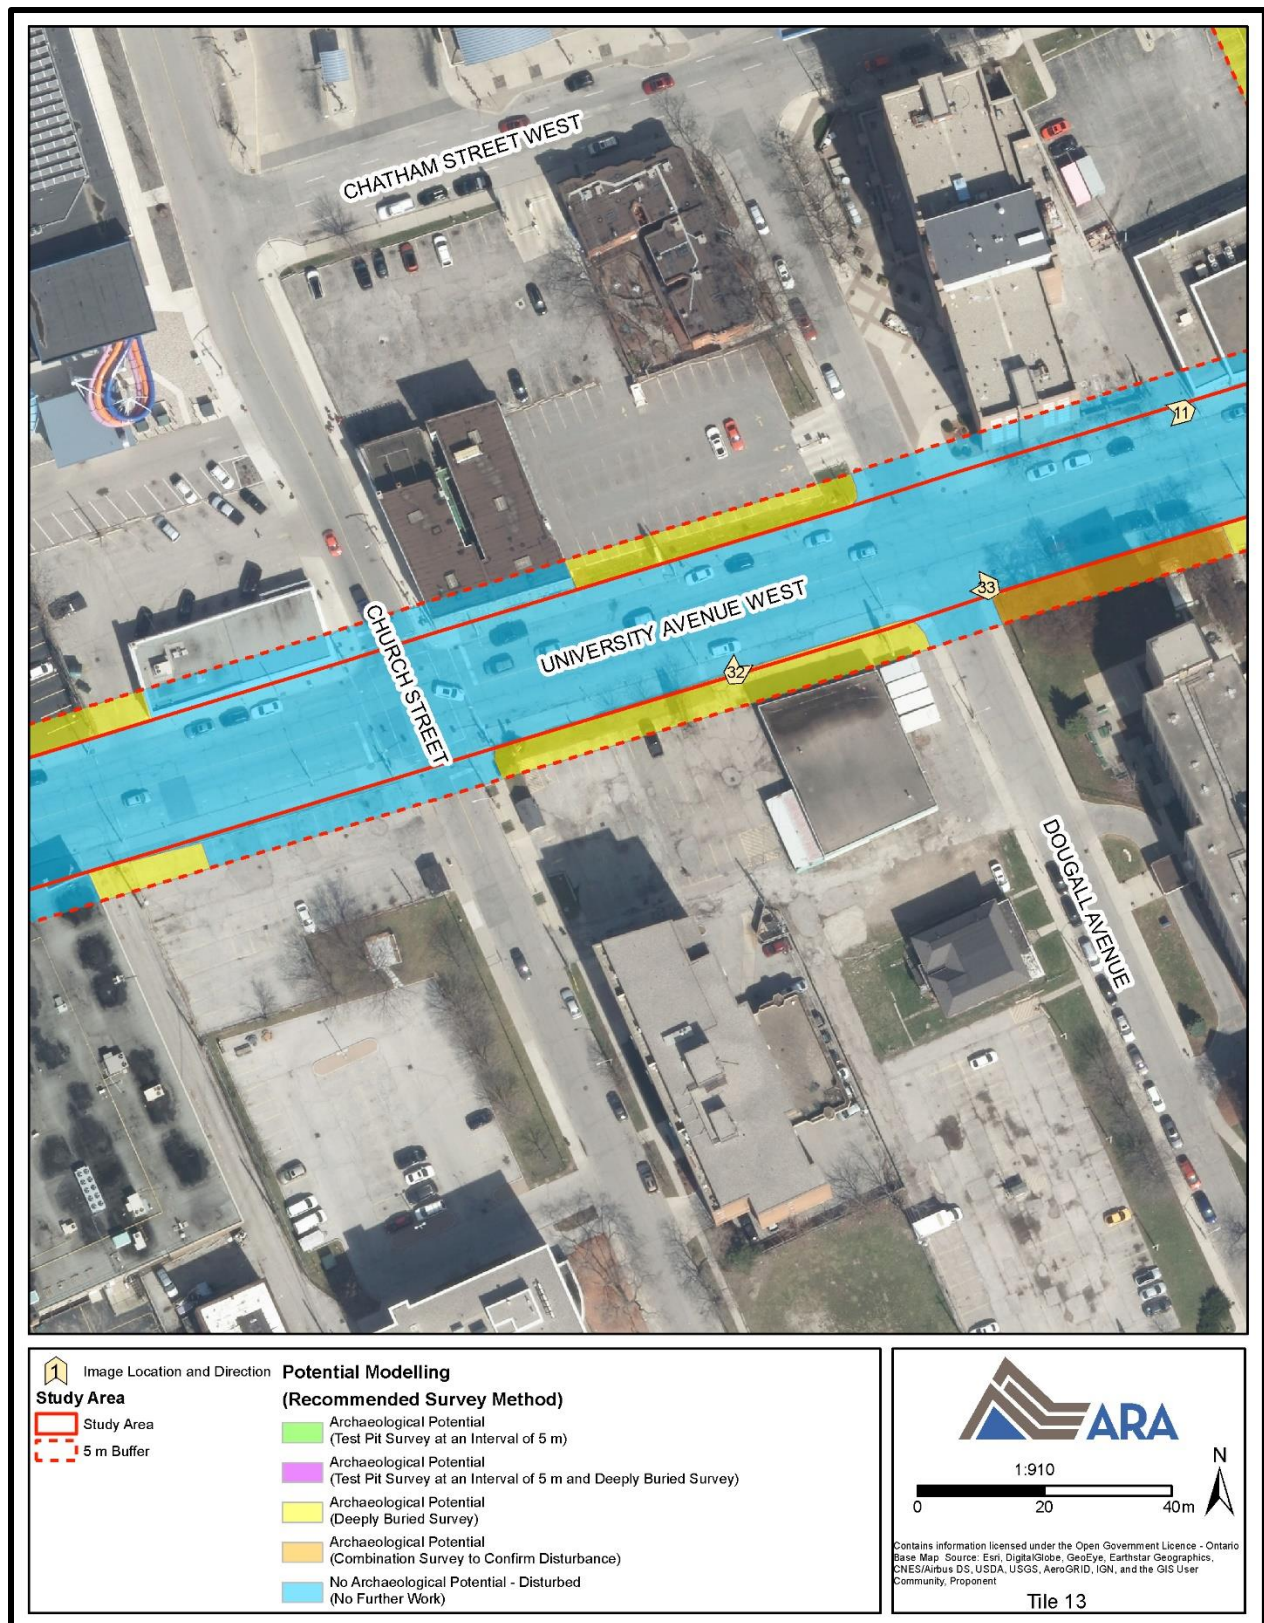 CHATHAM STREET WEST
11
33
UNIVERSITY AVENUE WEST
CHURCH STREET
32
DOUGALL AVENUE
1 Image Location and Direction
Study Area
Study Area
5 m Buffer
Potential Modelling
(Recommended Survey Method)
Archaeological Potential
(Test Pit Survey at an Interval of 5 m)
Archaeological Potential
(Test Pit Survey at an Interval of 5 m and Deeply Buried Survey)
Archaeological Potential
(Deeply Buried Survey)
Archaeological Potential
(Combination Survey to Confirm Disturbance)
No Archaeological Potential - Disturbed
(No Further Work)
ARA
N
1:910
0 20 40m
Contains information licensed under the Open Government Licence - Ontario
Base Map Source: Esri, DigitalGlobe, GeoEye, Earthstar Geographics,
CNES/Airbus DS, USDA, USGS, AeroGRID, IGN, and the GIS User
Community, Proponent
Tile 13